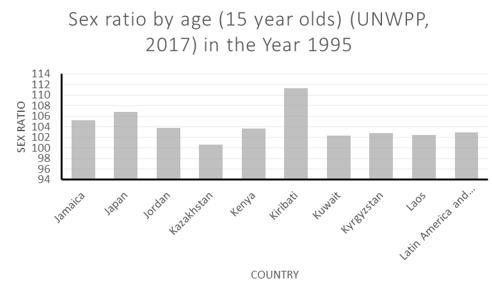 Sex ratio by age (15 year olds) (UNWPP,
2017) in the Year 1995
SEX RATIO
114
112
110
108
106
104
102
100
98
96
94
Jamaica
Japan
Jordan
Kazakhstan
Kenya
Kiribati
Kuwait
Kyrgyzstan
Laos
Latin America and...
COUNTRY